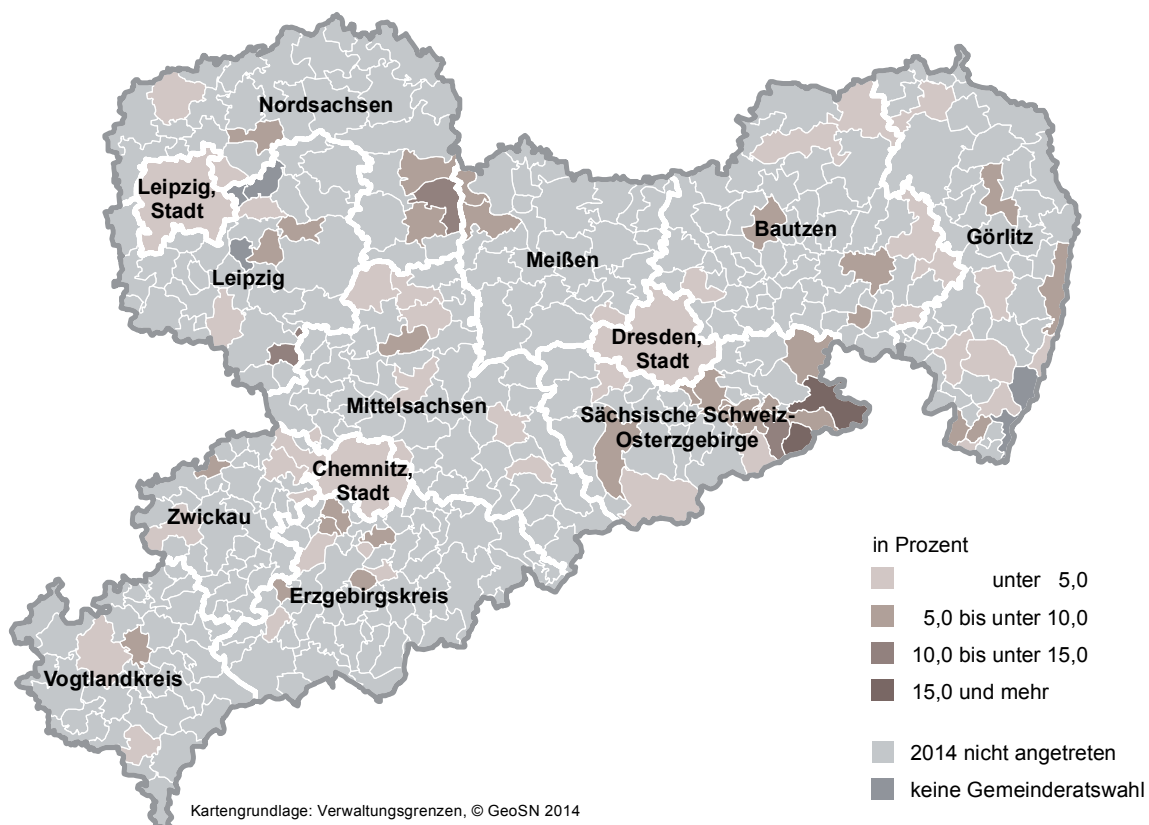 Nordsachsen
Leipzig,
Stadt
Bautzen
Görlitz
Meißen
Leipzig
Dresden,
Stadt
Mittelsachsen
Sächsische Schweiz-
Osterzgebirge
Chemnitz,
Stadt
Zwickau
Erzgebirgskreis
Vogtlandkreis
in Prozent
unter 5,0
5,0 bis unter 10,0
10,0 bis unter 15,0
15,0 und mehr
2014 nicht angetreten
keine Gemeinderatswahl
Kartengrundlage: Verwaltungsgrenzen, © GeoSN 2014